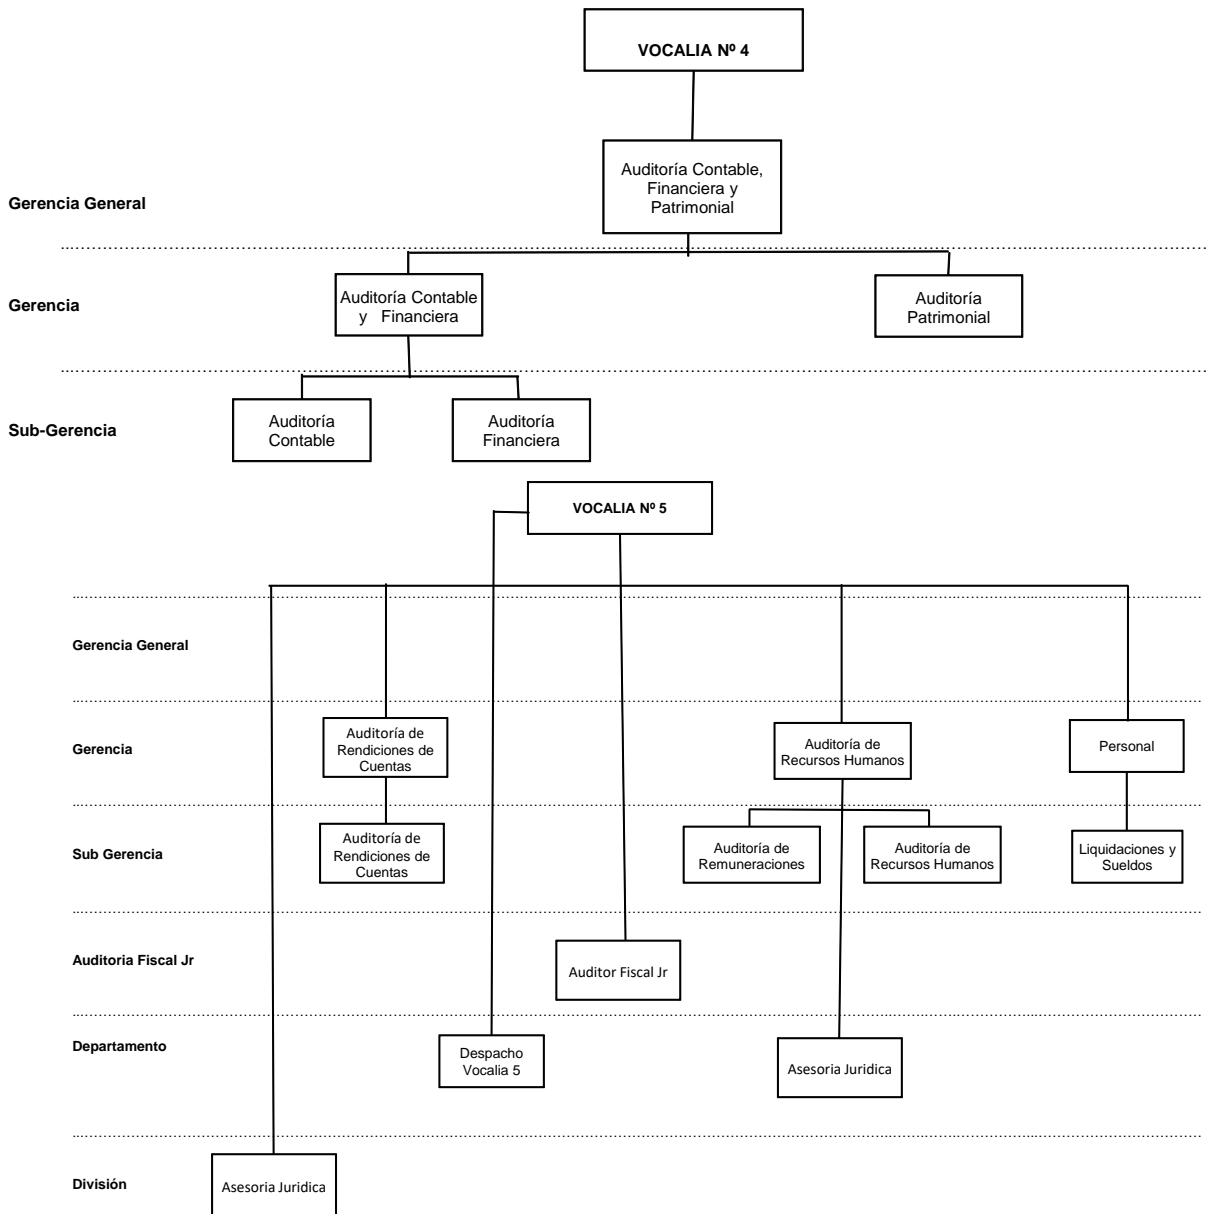 VOCALIA Nº 4
Auditoría Contable,
Financiera y
Patrimonial
Gerencia General
Gerencia
Auditoría Contable
y Financiera
Auditoría
Patrimonial
Sub-Gerencia
Auditoría
Contable
Auditoría
Financiera
VOCALIA Nº 5
Gerencia General
Gerencia
Auditoría de
Rendiciones de
Cuentas
Auditoría de
Recursos Humanos
Personal
Sub Gerencia
Auditoría de
Rendiciones de
Cuentas
Auditoría de
Remuneraciones
Auditoría de
Recursos Humanos
Liquidaciones y
Sueldos
Auditoria Fiscal Jr
Auditor Fiscal Jr
Departamento
Despacho
Vocalia 5
Asesoria Juridica
División
Asesoria Juridica